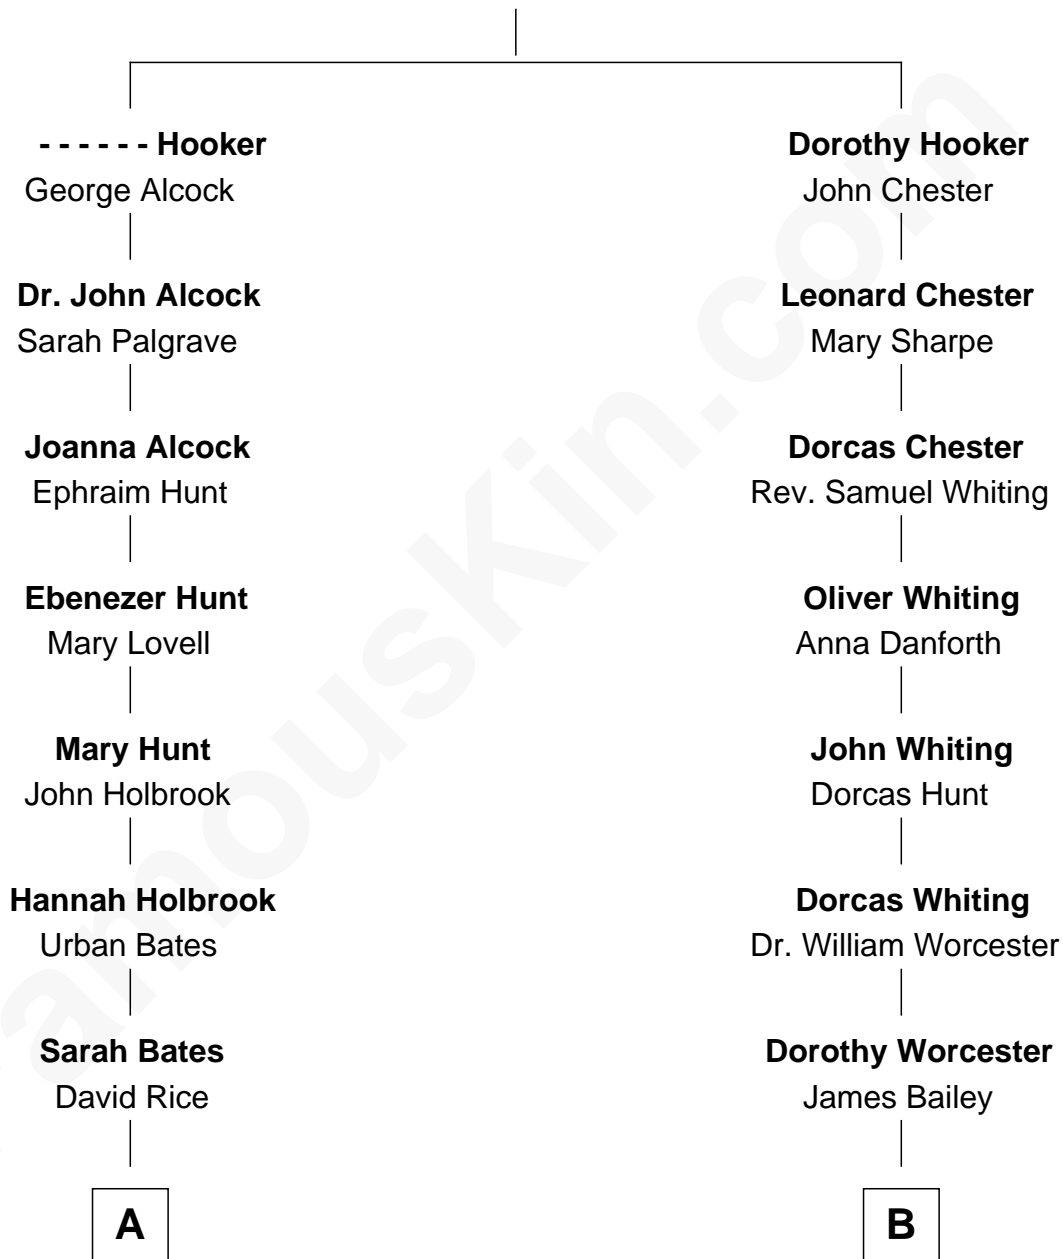 - - - - - - Hooker
George Alcock
Dr. John Alcock
Sarah Palgrave
Joanna Alcock
Ephraim Hunt
Ebenezer Hunt
Mary Lovell
Mary Hunt
John Holbrook
Hannah Holbrook
Urban Bates
Sarah Bates
David Rice
A
Dorothy Hooker
John Chester
Leonard Chester
Mary Sharpe
Dorcas Chester
Rev. Samuel Whiting
Oliver Whiting
Anna Danforth
John Whiting
Dorcas Hunt
Dorcas Whiting
Dr. William Worcester
Dorothy Worcester
James Bailey
B
amousKin.com